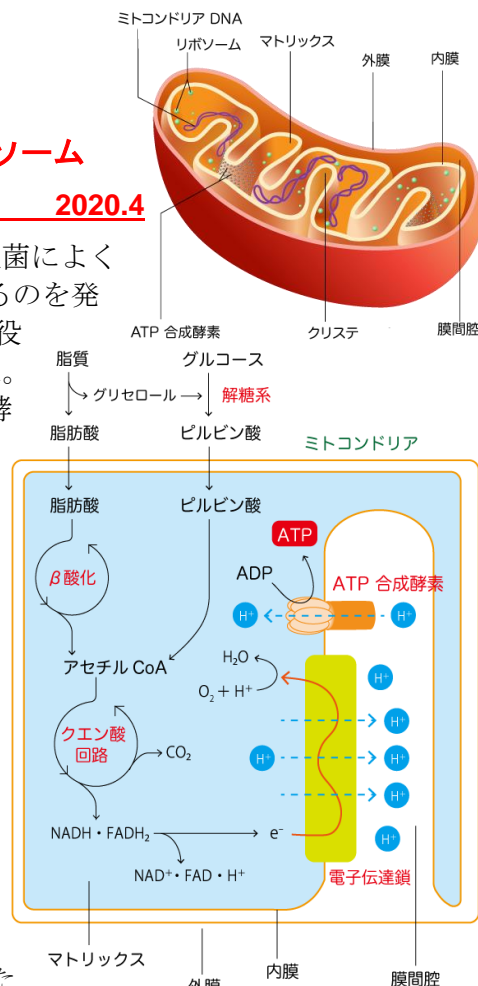 ミトコンドリア DNA
リボソーム
マトリックス
外膜
内膜
ソーム
2020.4
菌によく
るのを発
役
。
酵
ATP 合成酵素
クリステ
膜間腔
脂質
グルコース
グリセロール
解糖系
脂肪酸
ピルビン酸
ミトコンドリア
脂肪酸
ピルビン酸
ATP
ADP
ATP 合成酵素
β酸化
H⁺
H⁺
アセチル CoA
H₂O
O₂ + H⁺
H⁺
H⁺
クエン酸
回路
CO₂
H⁺
H⁺
H⁺
NADH・FADH₂
e⁻
H⁺
NAD⁺・FAD・H⁺
電子伝達鎖
マトリックス
外膜
内膜
膜間腔